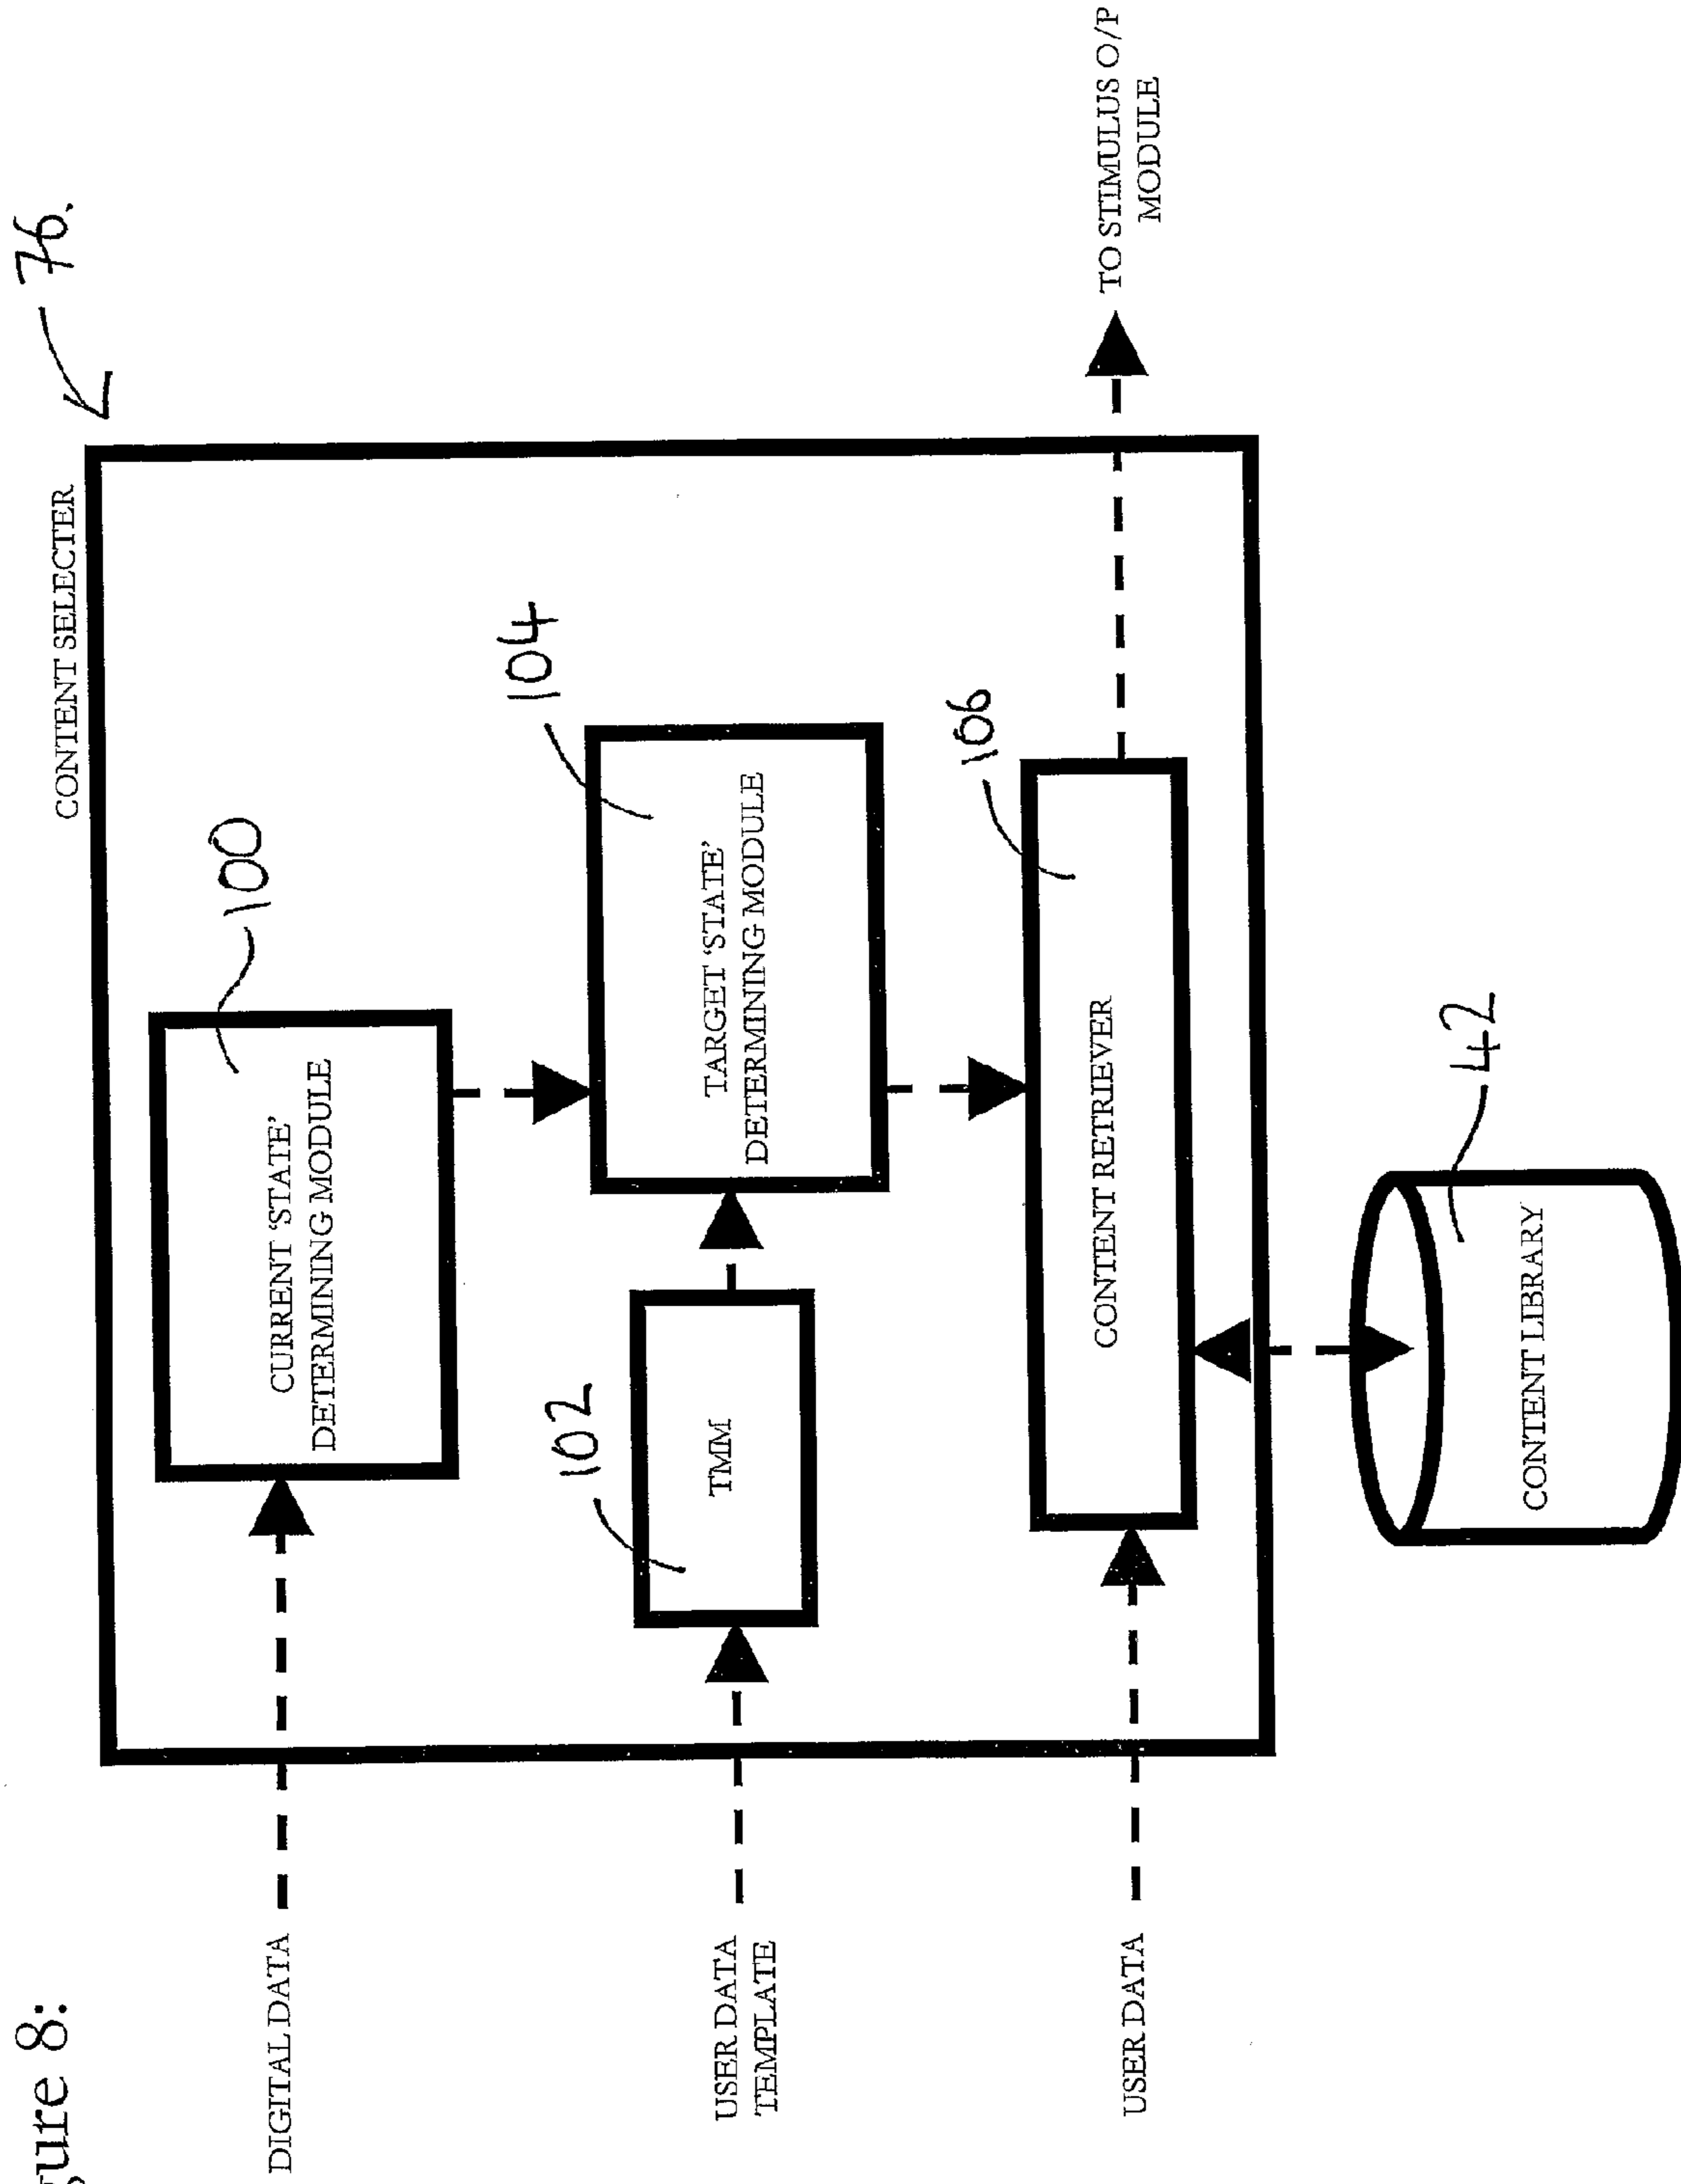 gure 8:
CONTENT SELECTER
76.
DIGITAL DATA
CURRENT 'STATE'
DETERMINING MODULE
100
USER DATA
TEMPLATE
102
TMM
TARGET 'STATE'
DETERMINING MODULE
104
USER DATA
CONTENT RETRIEVER
106
TO STIMULUS O/P
MODULE
CONTENT LIBRARY
42